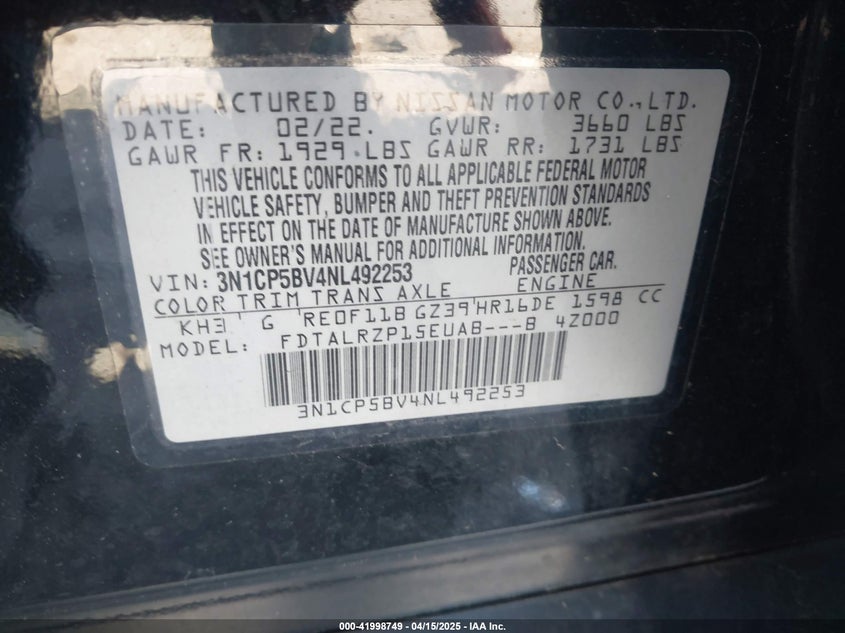 MANUFACTURED BY NISSAN MOTOR CO.,LTD.
DATE: 02/22. GVWR: 3660 LBS
GAWR FR: 1929 LBS GAWR RR: 1731 LBS
THIS VEHICLE CONFORMS TO ALL APPLICABLE FEDERAL MOTOR
VEHICLE SAFETY, BUMPER AND THEFT PREVENTION STANDARDS
IN EFFECT ON THE DATE OF MANUFACTURE SHOWN ABOVE.
SEE OWNER'S MANUAL FOR ADDITIONAL INFORMATION.
VIN: 3N1CP5BV4NL492253 PASSENGER CAR.
COLOR TRIM TRANS AXLE ENGINE
KH3 G RE0F11B GZ39 HR16DE 1598 CC
MODEL: FDTALRZP15EUAB---B 4Z000
3N1CP5BV4NL492253
000-41998749 | 04/15/2025 - IAA Inc.